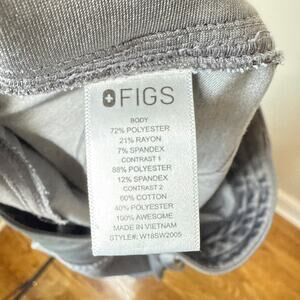 FIGS
BODY
72% POLYESTER
21% RAYON
7% SPANDEX
CONTRAST 1
88% POLYESTER
12% SPANDEX
CONTRAST 2
60% COTTON
40% POLYESTER
100% AWESOME
MADE IN VIETNAM
STYLE#: W18SW2005